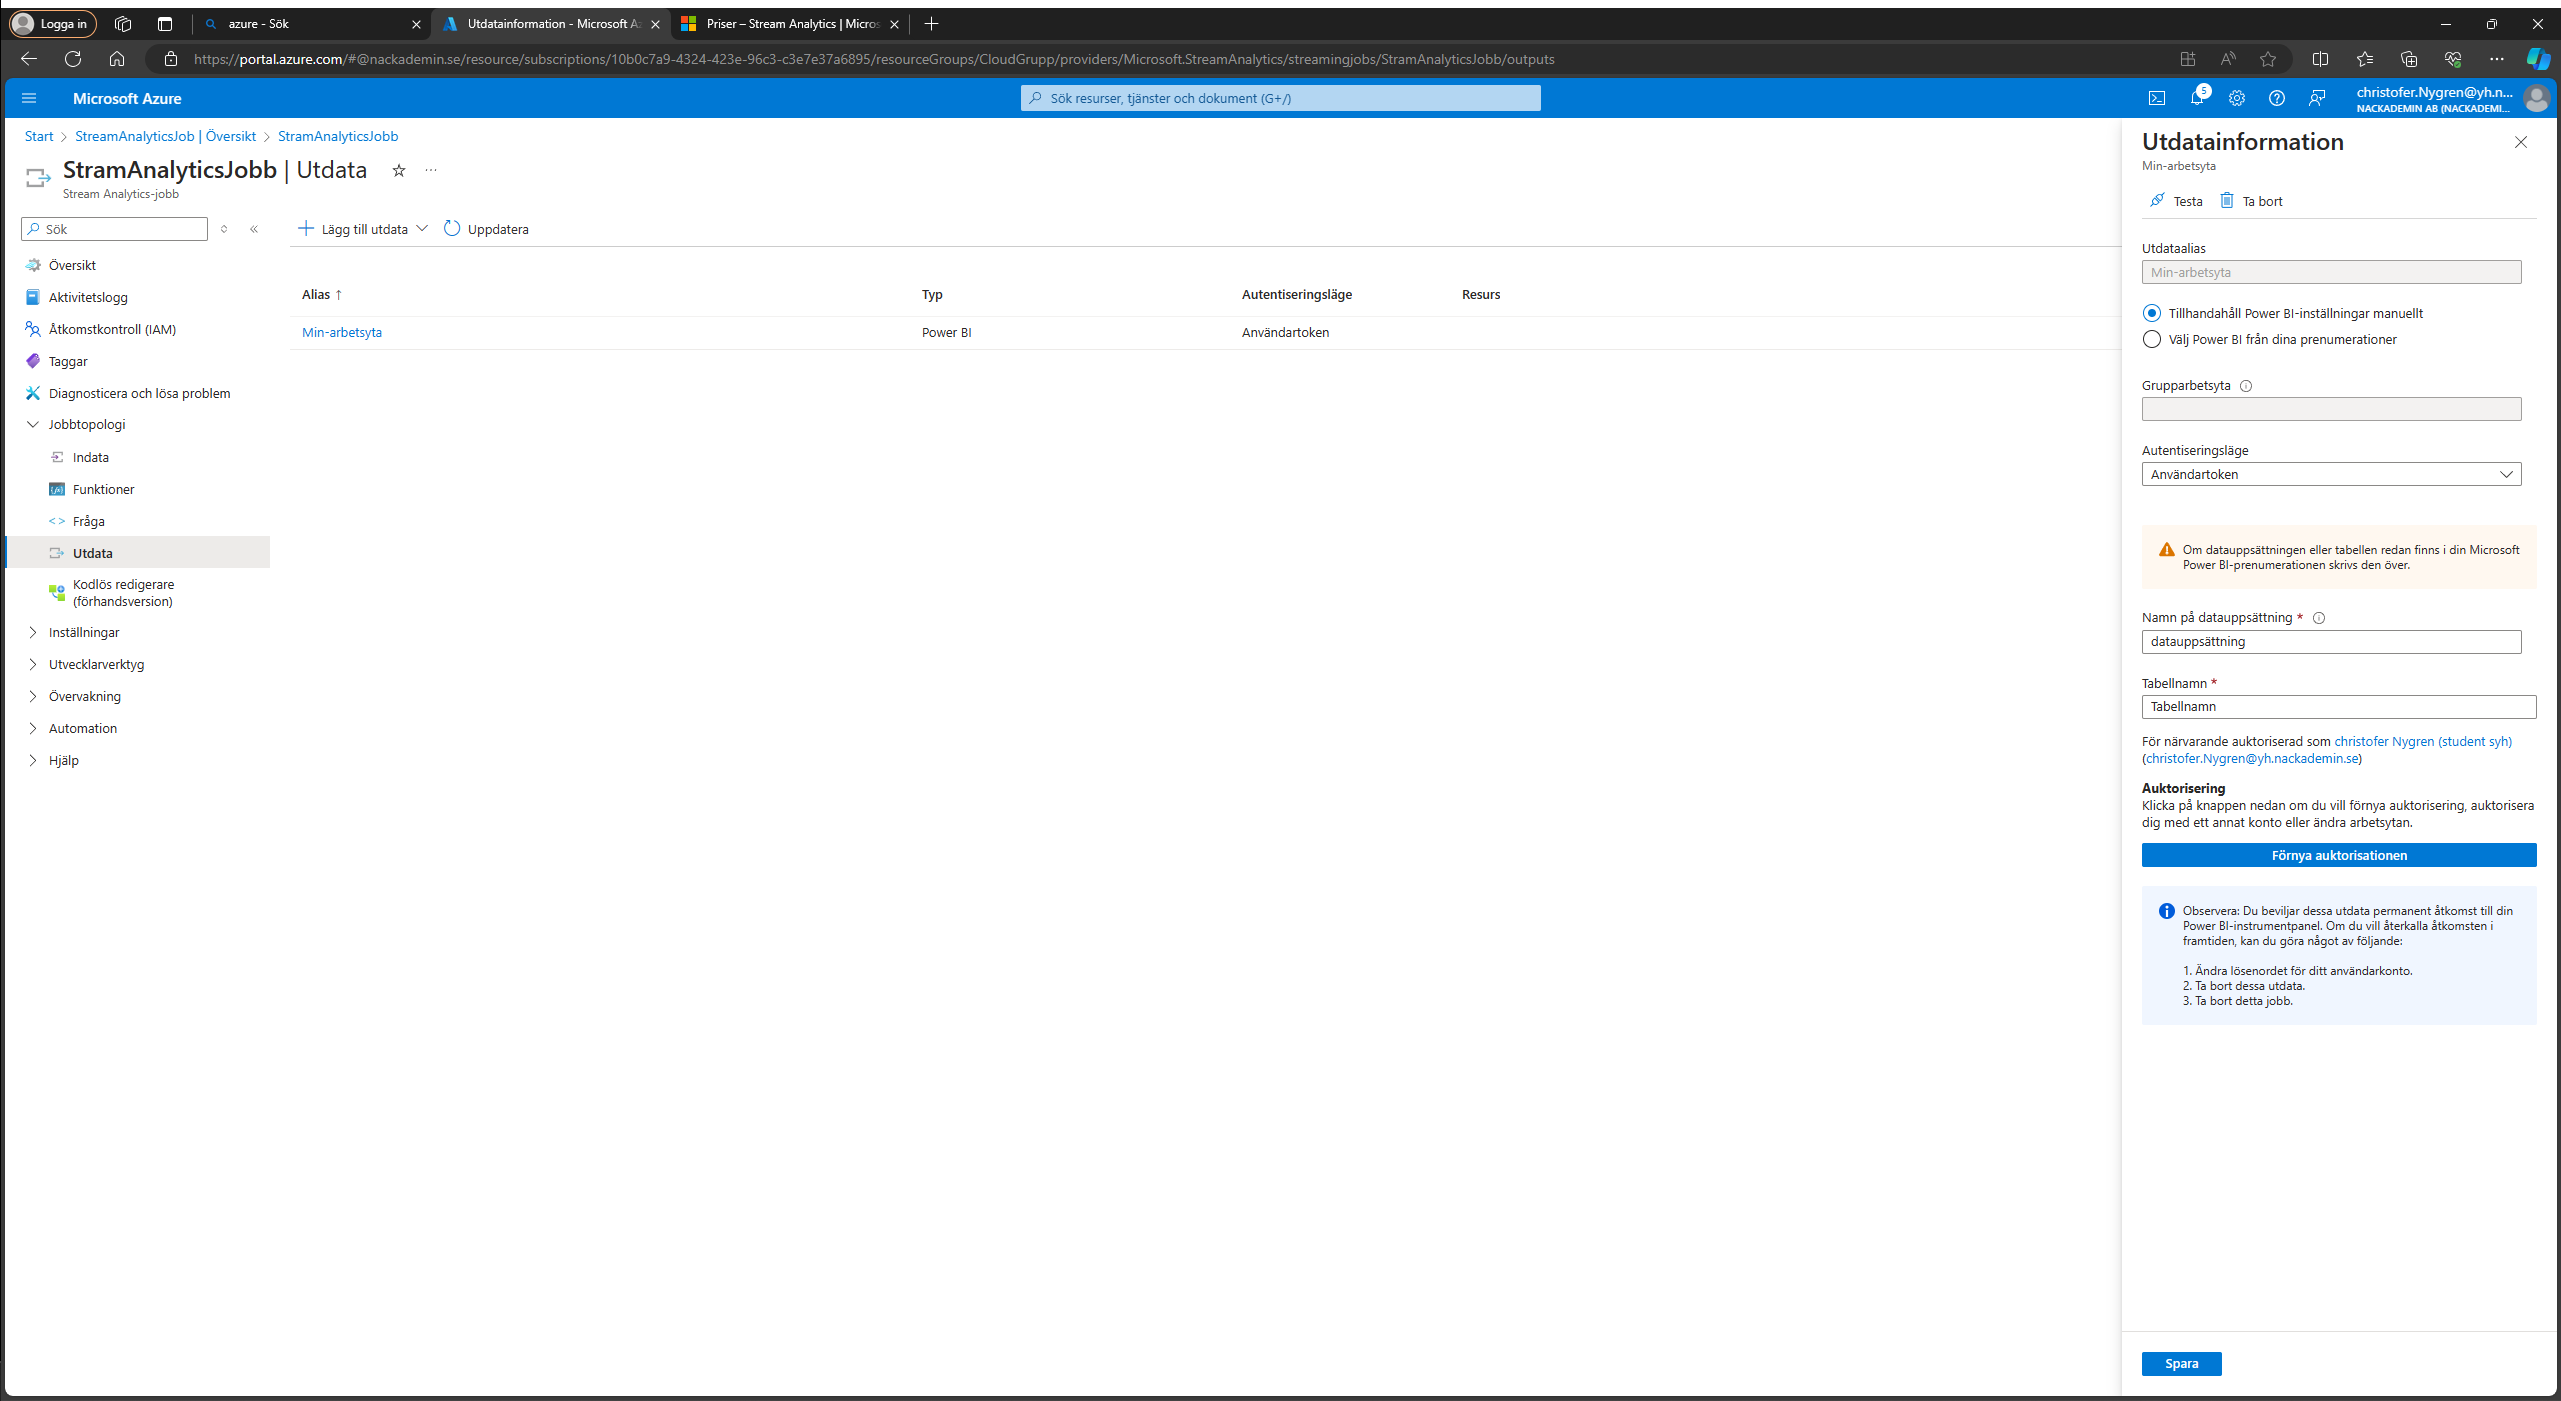 Logga in
azure - Sök
Utdatainformation - Microsoft Az
Priser – Stream Analytics | Micros
https://portal.azure.com/#@nackademin.se/resource/subscriptions/10b0c7a9-4324-423e-96c3-c3e7e37a6895/resourceGroups/CloudGrupp/providers/Microsoft.StreamAnalytics/streamingjobs/StramAnalyticsJobb/outputs
Microsoft Azure
Sök resurser, tjänster och dokument (G+/)
5
christofer.Nygren@yh.n...
NACKADEMIN AB (NACKADEMI...
Start > StreamAnalyticsJob | Översikt > StramAnalyticsJobb
StramAnalyticsJobb | Utdata
Stream Analytics-jobb
Sök
Översikt
Aktivitetslogg
Åtkomstkontroll (IAM)
Taggar
Diagnosticera och lösa problem
Jobbtopologi
Indata
Funktioner
Fråga
Utdata
Kodlös redigerare
(förhandsversion)
Inställningar
Utvecklarverktyg
Övervakning
Automation
Hjälp
Lägg till utdata
Uppdatera
Alias ↑ Typ Autentiseringsläge Resurs
Min-arbetsyta Power BI Användartoken
Utdatainformation
Min-arbetsyta
Testa Ta bort
Utdataalias
Min-arbetsyta
Tillhandahåll Power BI-inställningar manuellt
Välj Power BI från dina prenumerationer
Grupparbetsyta
Autentiseringsläge
Användartoken
Om datauppsättningen eller tabellen redan finns i din Microsoft
Power BI-prenumerationen skrivs den över.
Namn på datauppsättning *
datauppsättning
Tabellnamn *
Tabellnamn
För närvarande auktoriserad som christofer Nygren (student syh)
(christofer.Nygren@yh.nackademin.se)
Auktorisering
Klicka på knappen nedan om du vill förnya auktorisering, auktorisera
dig med ett annat konto eller ändra arbetsytan.
Förnya auktorisationen
Observera: Du beviljar dessa utdata permanent åtkomst till din
Power BI-instrumentpanel. Om du vill återkalla åtkomsten i
framtiden, kan du göra något av följande:
1. Ändra lösenordet för ditt användarkonto.
2. Ta bort dessa utdata.
3. Ta bort detta jobb.
Spara